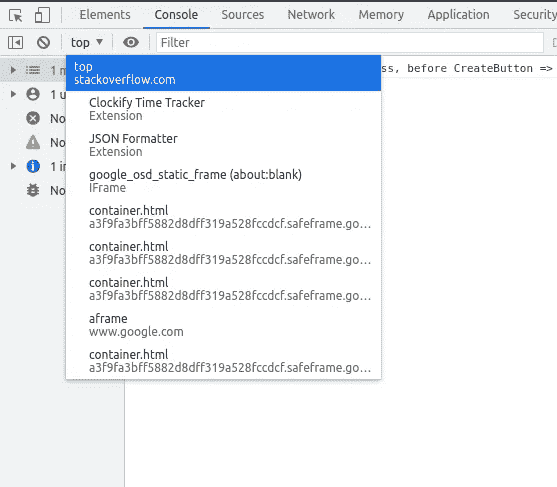 Elements Console Sources Network Memory Application Security
top ▼ Filter
1 m ss, before CreateButton =>
top
stackoverflow.com
1 u
Clockify Time Tracker
Extension
No
JSON Formatter
Extension
No
1 in
google_osd_static_frame (about:blank)
IFrame
No
container.html
a3f9fa3bff5882d8dff319a528fccdcf.safeframe.go…
container.html
a3f9fa3bff5882d8dff319a528fccdcf.safeframe.go…
container.html
a3f9fa3bff5882d8dff319a528fccdcf.safeframe.go…
aframe
www.google.com
container.html
a3f9fa3bff5882d8dff319a528fccdcf.safeframe.go…